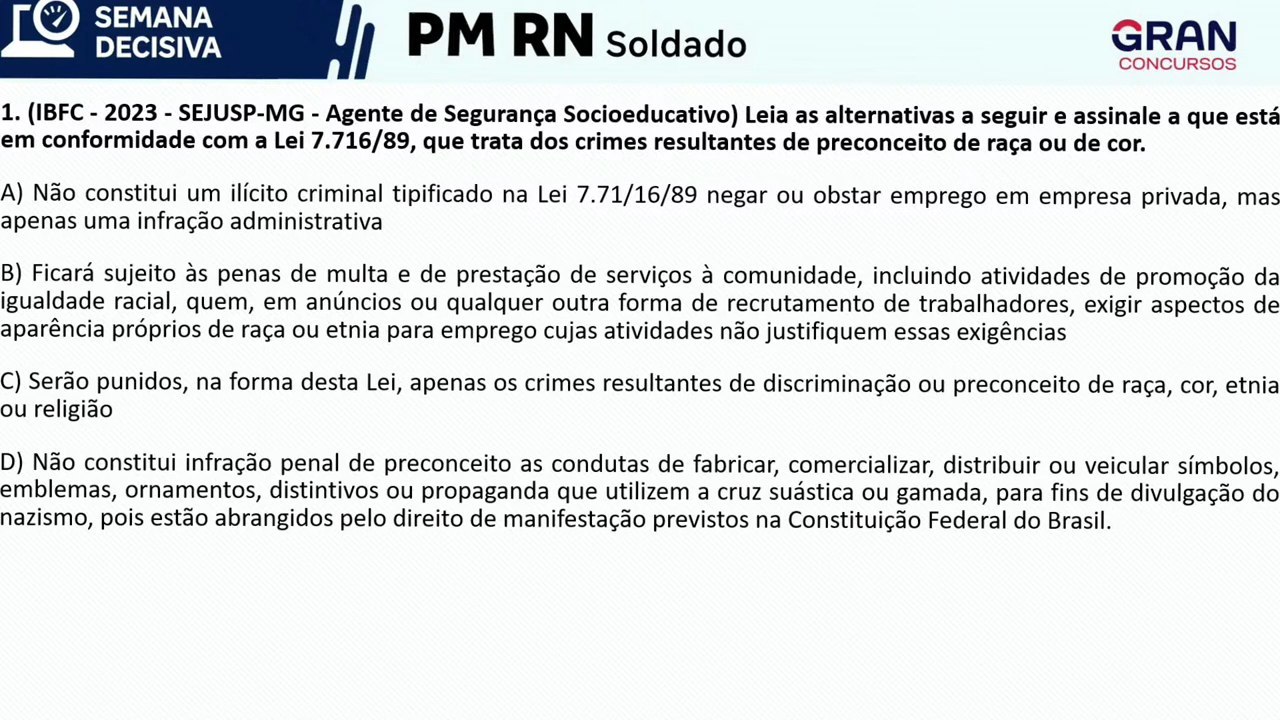 SEMANA
DECISIVA
PM RN Soldado
GRAN
CONCURSOS
1. (IBFC - 2023 - SEJUSP-MG - Agente de Segurança Socioeducativo) Leia as alternativas a seguir e assinale a que está
em conformidade com a Lei 7.716/89, que trata dos crimes resultantes de preconceito de raça ou de cor.
A) Não constitui um ilícito criminal tipificado na Lei 7.71/16/89 negar ou obstar emprego em empresa privada, mas
apenas uma infração administrativa
B) Ficará sujeito às penas de multa e de prestação de serviços à comunidade, incluindo atividades de promoção da
igualdade racial, quem, em anúncios ou qualquer outra forma de recrutamento de trabalhadores, exigir aspectos de
aparência próprios de raça ou etnia para emprego cujas atividades não justifiquem essas exigências
C) Serão punidos, na forma desta Lei, apenas os crimes resultantes de discriminação ou preconceito de raça, cor, etnia
ou religião
D) Não constitui infração penal de preconceito as condutas de fabricar, comercializar, distribuir ou veicular símbolos,
emblemas, ornamentos, distintivos ou propaganda que utilizem a cruz suástica ou gamada, para fins de divulgação do
nazismo, pois estão abrangidos pelo direito de manifestação previstos na Constituição Federal do Brasil.